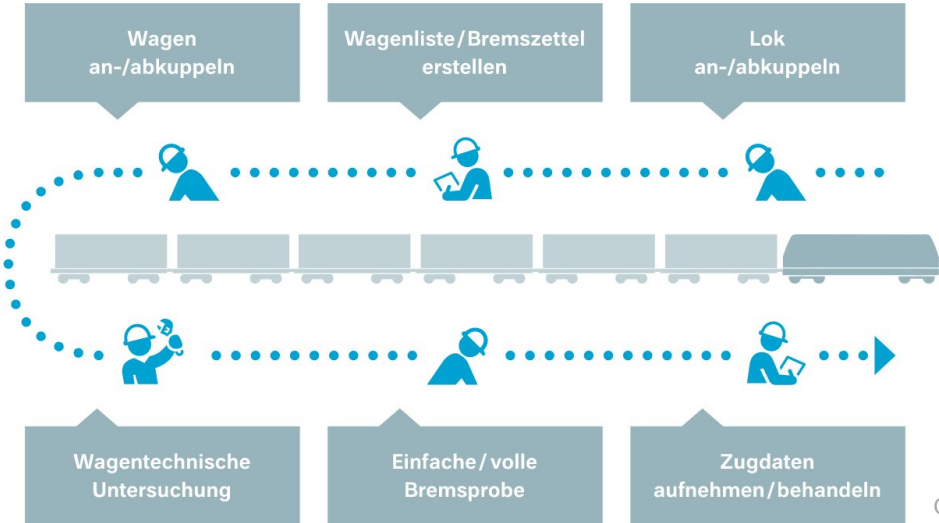 Wagen
an-/abkuppeln
Wagenliste/Bremszettel
erstellen
Lok
an-/abkuppeln
Wagentechnische
Untersuchung
Einfache/volle
Bremsprobe
Zugdaten
aufnehmen/behandeln